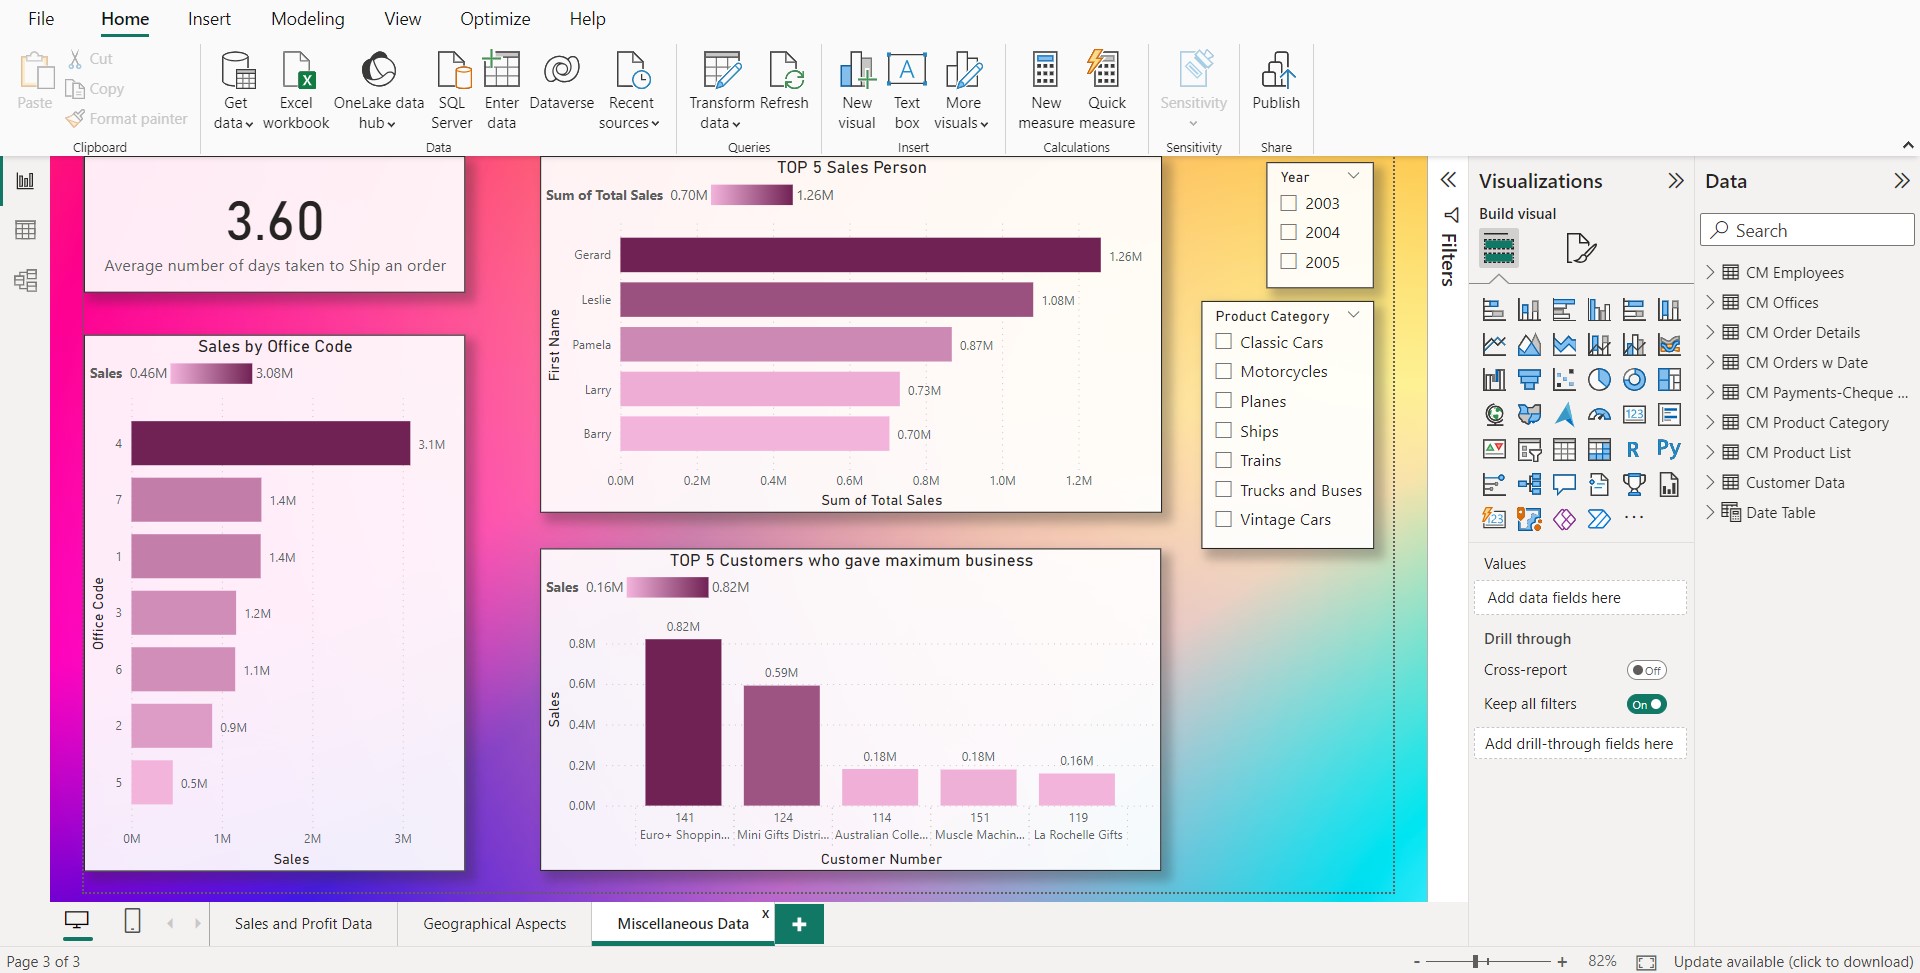 File Home Insert Modeling View Optimize Help
Paste
Cut
Copy
Format painter
Clipboard
Get data
Excel workbook
OneLake data hub
SQL Server
Enter data
Dataverse
Recent sources
Data
Transform data
Refresh
Queries
New visual
Text box
More visuals
Insert
New measure
Quick measure
Calculations
Sensitivity
Sensitivity
Publish
Share
3.60
Average number of days taken to Ship an order
Sales by Office Code
Sales 0.46M 3.08M
Office Code
4 3.1M
7 1.4M
1 1.4M
3 1.2M
6 1.1M
2 0.9M
5 0.5M
0M 1M 2M 3M
Sales
TOP 5 Sales Person
Sum of Total Sales 0.70M 1.26M
First Name
Gerard 1.26M
Leslie 1.08M
Pamela 0.87M
Larry 0.73M
Barry 0.70M
0.0M 0.2M 0.4M 0.6M 0.8M 1.0M 1.2M
Sum of Total Sales
TOP 5 Customers who gave maximum business
Sales 0.16M 0.82M
Sales
0.8M
0.6M
0.4M
0.2M
0.0M
0.82M 0.59M 0.18M 0.18M 0.16M
141 124 114 151 119
Euro+ Shoppin... Mini Gifts Distri... Australian Colle... Muscle Machin... La Rochelle Gifts
Customer Number
Year
2003
2004
2005
Product Category
Classic Cars
Motorcycles
Planes
Ships
Trains
Trucks and Buses
Vintage Cars
Filters
Visualizations
Build visual
123
R Py
123
Values
Add data fields here
Drill through
Cross-report Off
Keep all filters On
Add drill-through fields here
Data
Search
CM Employees
CM Offices
CM Order Details
CM Orders w Date
CM Payments-Cheque ...
CM Product Category
CM Product List
Customer Data
Date Table
Sales and Profit Data Geographical Aspects Miscellaneous Data x +
Page 3 of 3
- + 82% Update available (click to download)